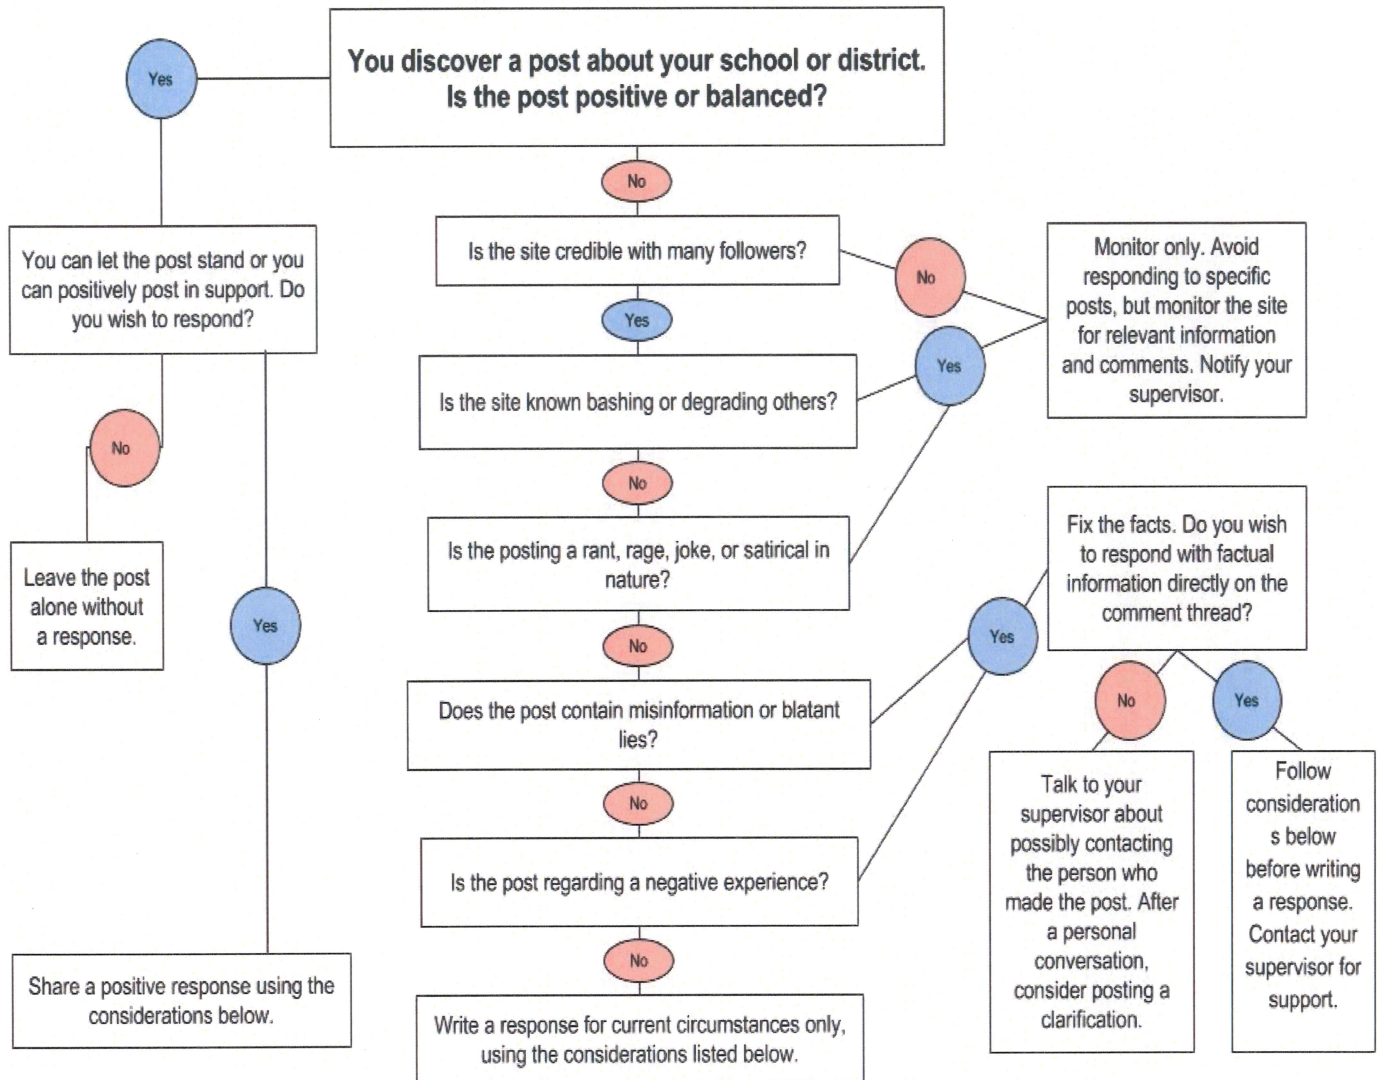 You discover a post about your school or district.
Is the post positive or balanced?
Yes
No
You can let the post stand or you
can positively post in support. Do
you wish to respond?
Is the site credible with many followers?
No
Monitor only. Avoid
responding to specific
posts, but monitor the site
for relevant information
and comments. Notify your
supervisor.
Yes
Is the site known bashing or degrading others?
Yes
No
No
Leave the post
alone without
a response.
Yes
Is the posting a rant, rage, joke, or satirical in
nature?
No
Does the post contain misinformation or blatant
lies?
Yes
Fix the facts. Do you wish
to respond with factual
information directly on the
comment thread?
No
Yes
No
Is the post regarding a negative experience?
No
Talk to your
supervisor about
possibly contacting
the person who
made the post. After
a personal
conversation,
consider posting a
clarification.
Follow
consideration
s below
before writing
a response.
Contact your
supervisor for
support.
Share a positive response using the
considerations below.
Write a response for current circumstances only,
using the considerations listed below.